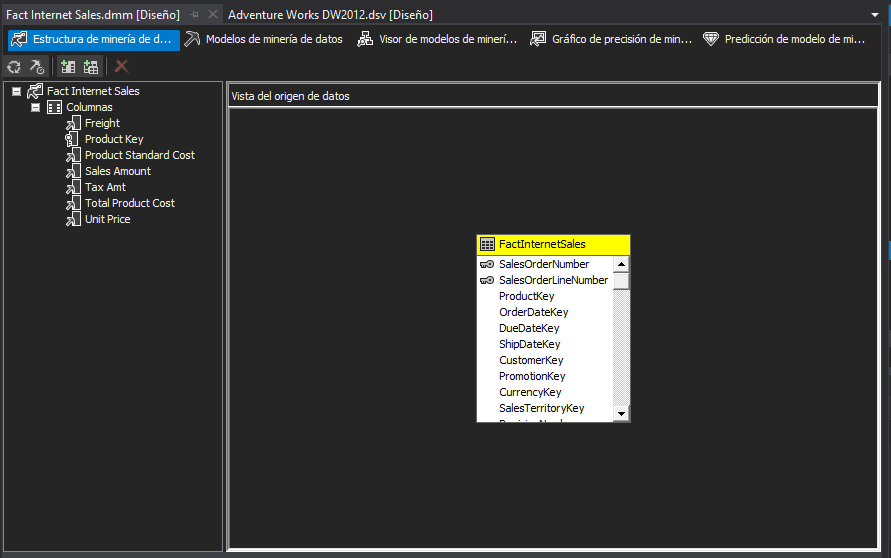 Fact Internet Sales.dmm [Diseño]
Adventure Works DW2012.dsv [Diseño]
Estructura de minería de d...
Modelos de minería de datos
Visor de modelos de minerí...
Gráfico de precisión de min...
Predicción de modelo de mi...
Fact Internet Sales
Columnas
Freight
Product Key
Product Standard Cost
Sales Amount
Tax Amt
Total Product Cost
Unit Price
Vista del origen de datos
FactInternetSales
SalesOrderNumber
SalesOrderLineNumber
ProductKey
OrderDateKey
DueDateKey
ShipDateKey
CustomerKey
PromotionKey
CurrencyKey
SalesTerritoryKey